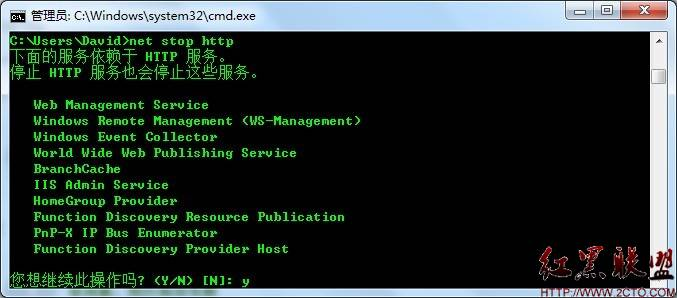 管理员: C:\Windows\system32\cmd.exe
C:\Users\David>net stop http
下面的服务依赖于 HTTP 服务。
停止 HTTP 服务也会停止这些服务。
Web Management Service
Windows Remote Management (WS-Management)
Windows Event Collector
World Wide Web Publishing Service
BranchCache
IIS Admin Service
HomeGroup Provider
Function Discovery Resource Publication
PnP-X IP Bus Enumerator
Function Discovery Provider Host
您想继续此操作吗? (Y/N) [N]: y
红黑联盟
HTTP://WWW.2CTO.COM